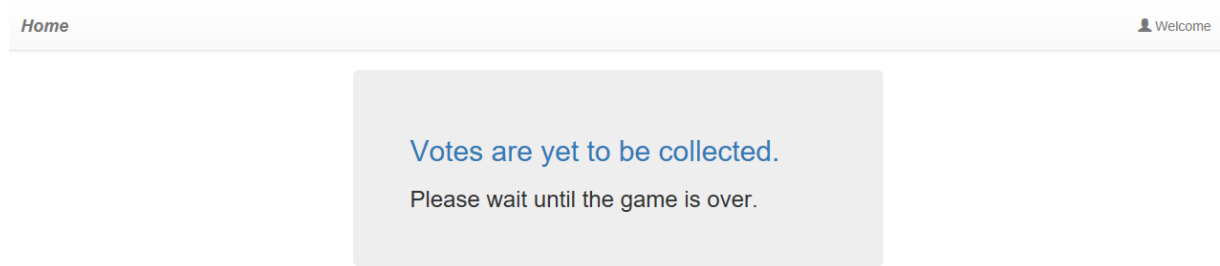 Home
Welcome
Votes are yet to be collected.
Please wait until the game is over.